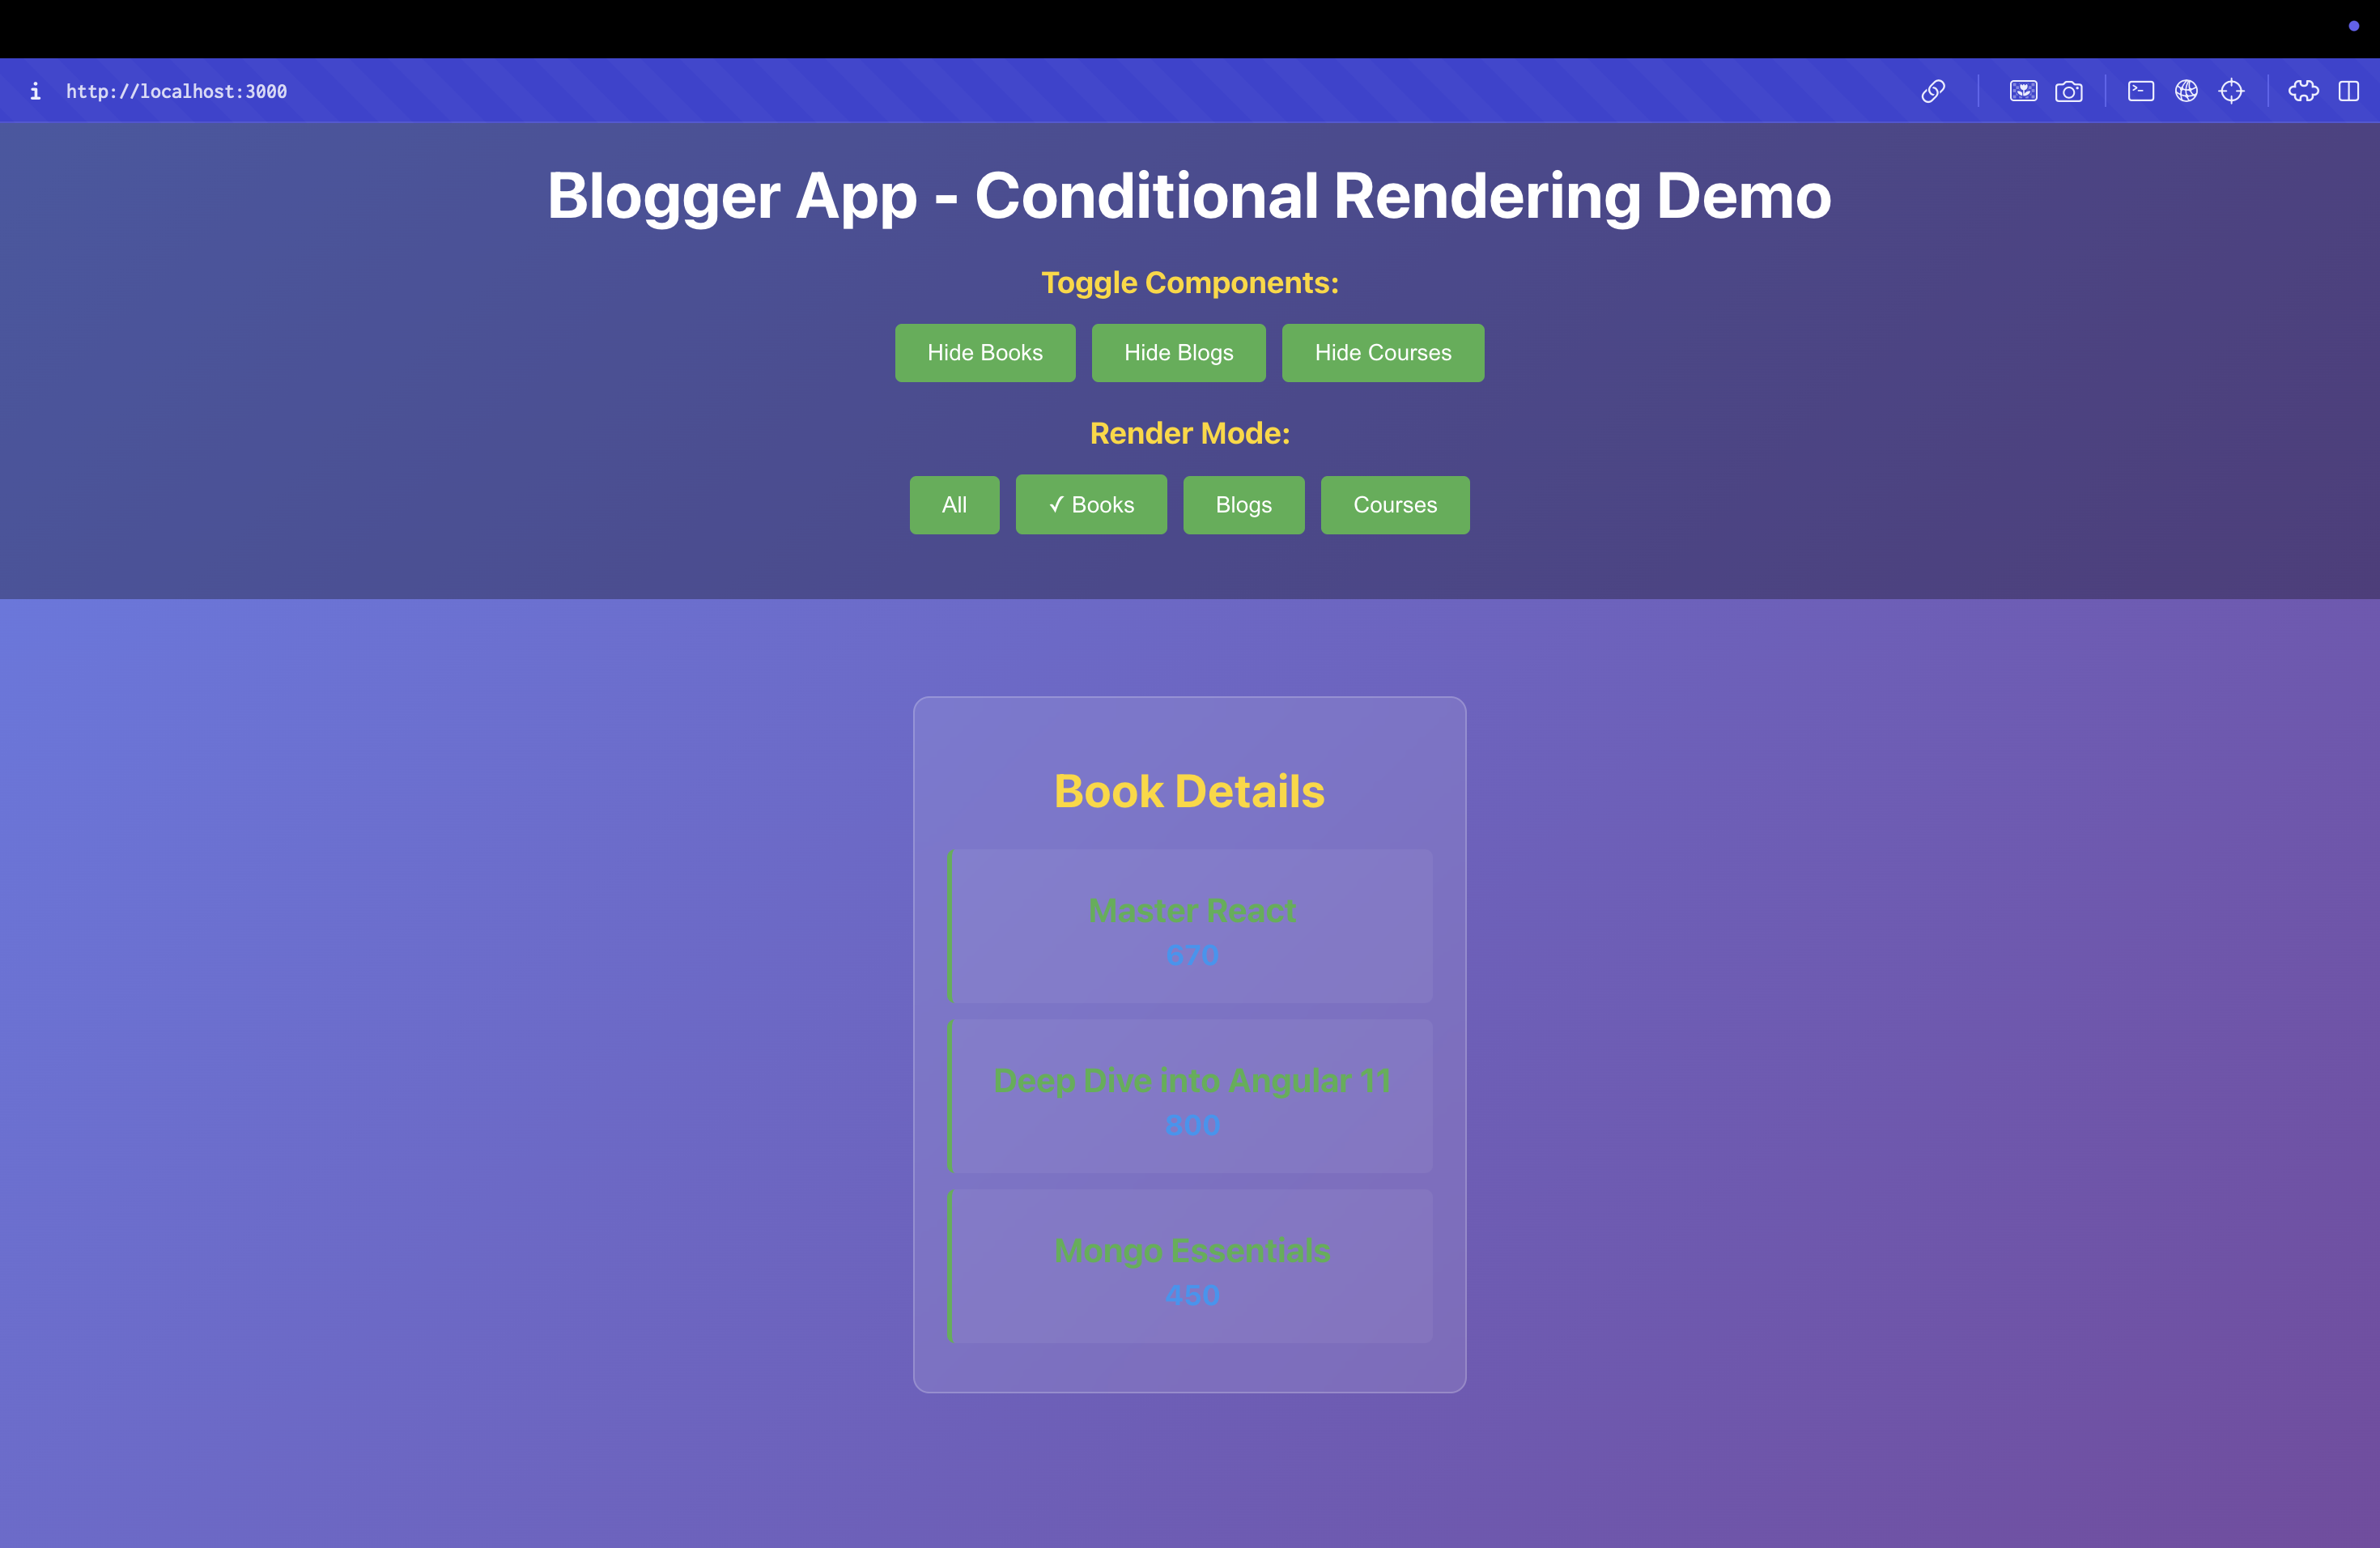 i http://localhost:3000
Blogger App - Conditional Rendering Demo
Toggle Components:
Hide Books Hide Blogs Hide Courses
Render Mode:
All ✓ Books Blogs Courses
Book Details
Master React
670
Deep Dive into Angular 11
800
Mongo Essentials
450